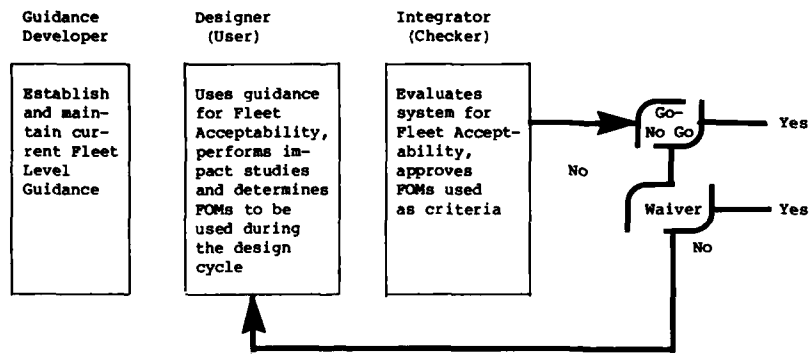 Guidance
Developer
Establish
and main-
tain cur-
rent Fleet
Level
Guidance
Designer
(User)
Uses guidance
for Fleet
Acceptability,
performs im-
pact studies
and determines
FOMs to be
used during
the design
cycle
Integrator
(Checker)
Evaluates
system for
Fleet Accept-
ability,
approves
FOMs used
as criteria
Go-
No Go
Yes
No
Waiver
Yes
No